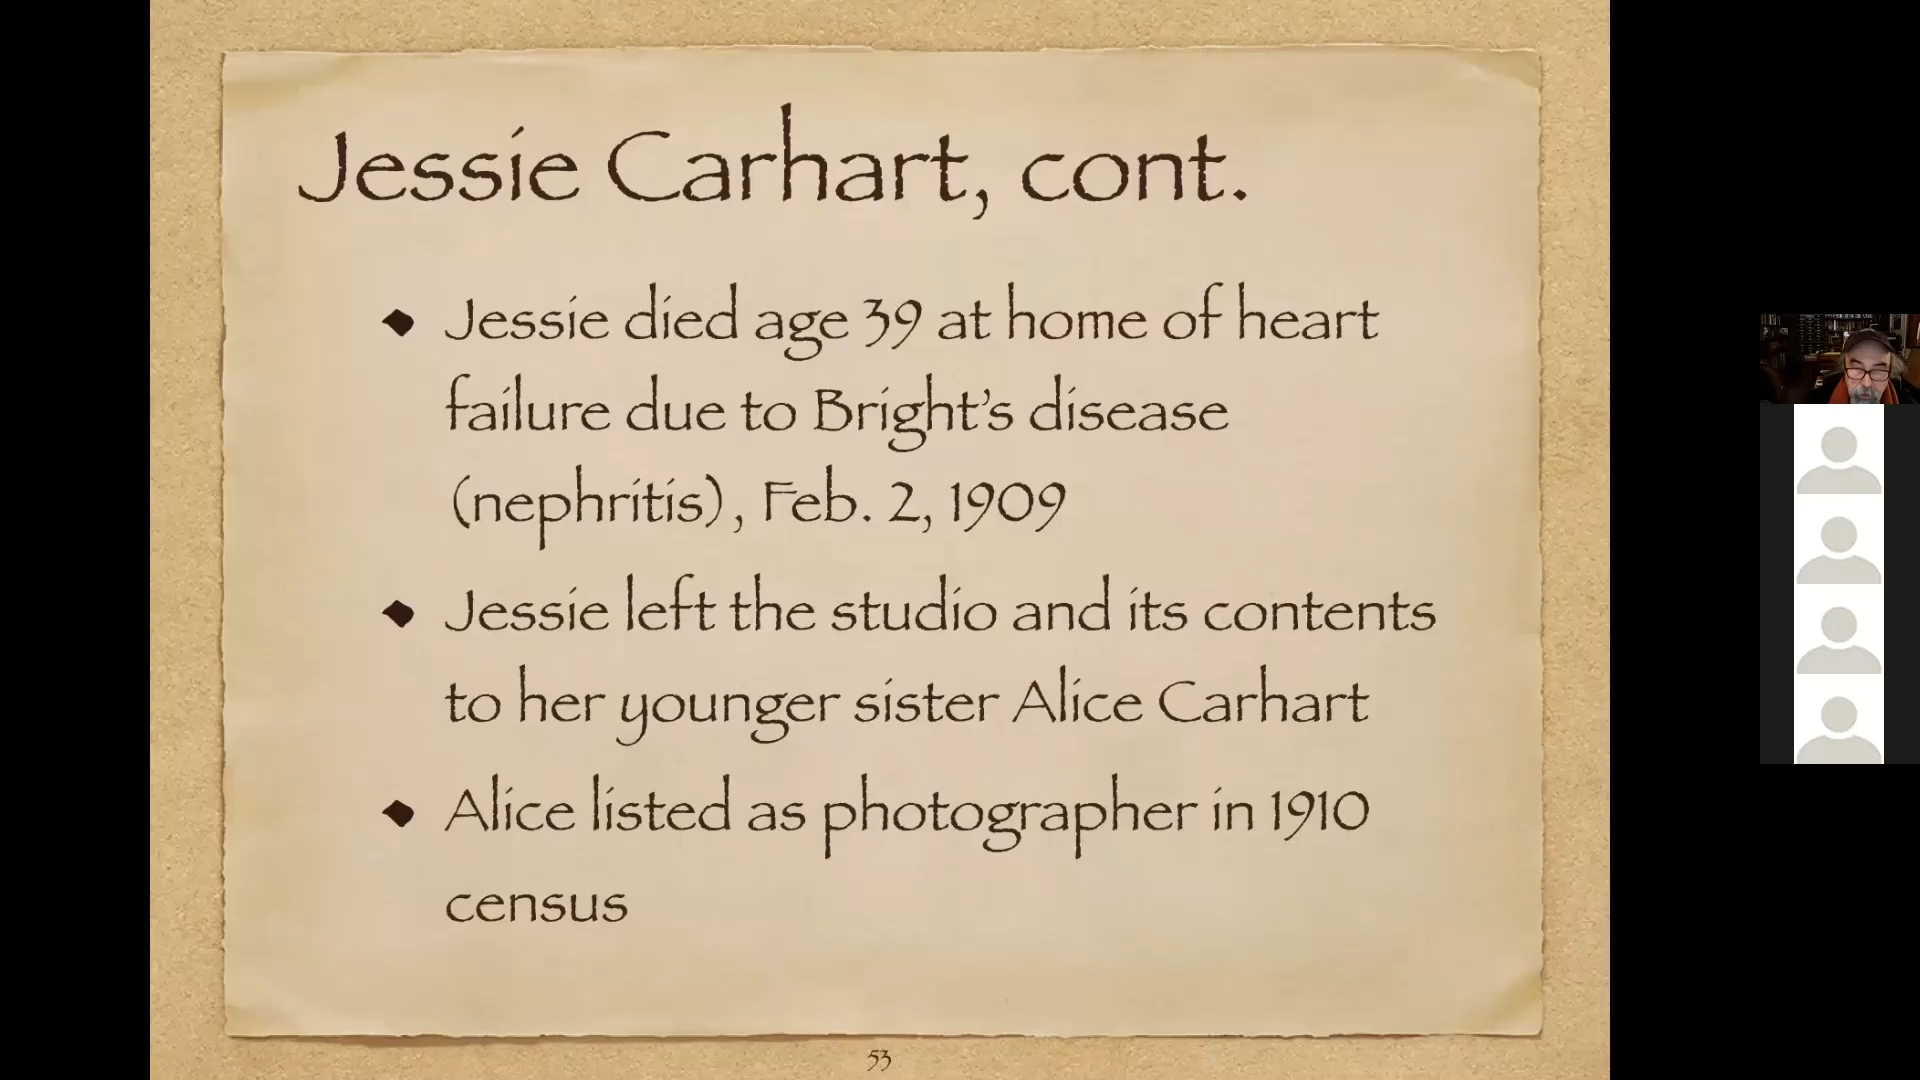 Jessie Carhart, cont.
Jessie died age 39 at home of heart
failure due to Bright's disease
(nephritis), Feb. 2, 1909
Jessie left the studio and its contents
to her younger sister Alice Carhart
Alice listed as photographer in 1910
census
53